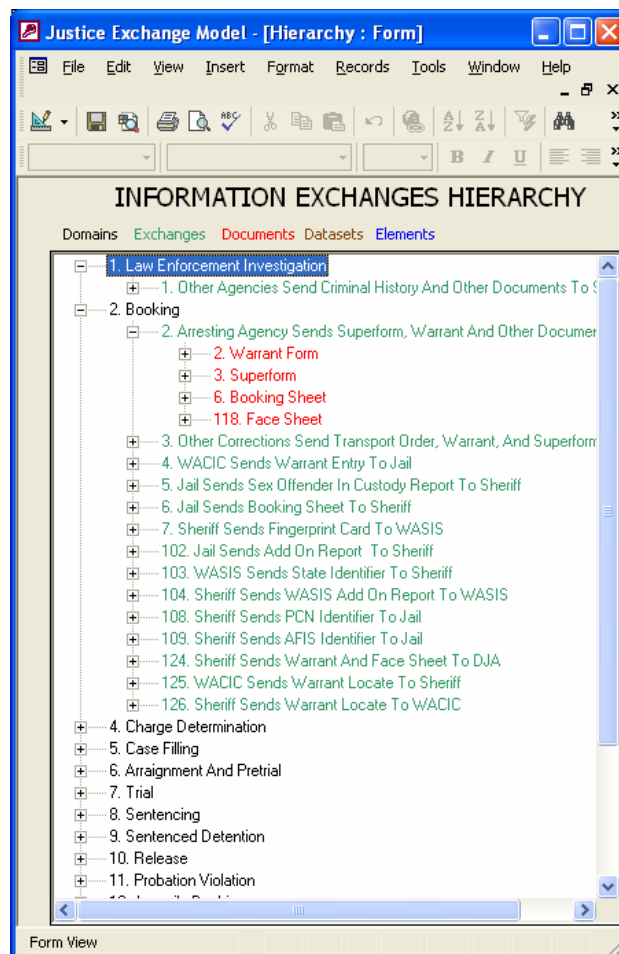 Justice Exchange Model - [Hierarchy : Form]
File Edit View Insert Format Records Tools Window Help
ABC
A Z Z A
B I U
INFORMATION EXCHANGES HIERARCHY
Domains Exchanges Documents Datasets Elements
1. Law Enforcement Investigation
1. Other Agencies Send Criminal History And Other Documents To
2. Booking
2. Arresting Agency Sends Superform, Warrant And Other
2. Warrant Form
3. Superform
6. Booking Sheet
118. Face Sheet
3. Other Corrections Send Transport Order, Warrant, And Superform
4. WACIC Sends Warrant Entry To Jail
5. Jail Sends Sex Offender In Custody Report To Sheriff
6. Jail Sends Booking Sheet To Sheriff
7. Sheriff Sends Fingerprint Card To WASIS
102. Jail Sends Add On Report To Sheriff
103. WASIS Sends State Identifier To Sheriff
104. Sheriff Sends WASIS Add On Report To WASIS
108. Sheriff Sends PCN Identifier To Jail
109. Sheriff Sends AFIS Identifier To Jail
124. Sheriff Sends Warrant And Face Sheet To DJA
125. WACIC Sends Warrant Locate To Sheriff
126. Sheriff Sends Warrant Locate To WACIC
4. Charge Determination
5. Case Filling
6. Arraignment And Pretrial
7. Trial
8. Sentencing
9. Sentenced Detention
10. Release
11. Probation Violation
Form View